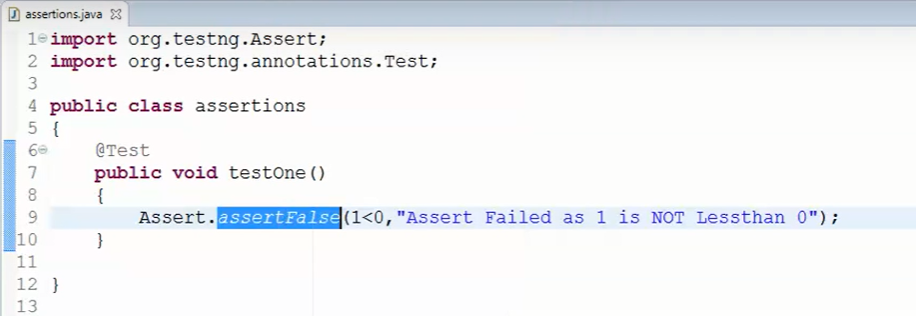 assertions.java
1 import org.testng.Assert;
2 import org.testng.annotations.Test;
3
4 public class assertions
5 {
6 @Test
7 public void testOne()
8 {
9 Assert.assertFalse(1<0,"Assert Failed as 1 is NOT Lessthan 0");
10 }
11
12 }
13